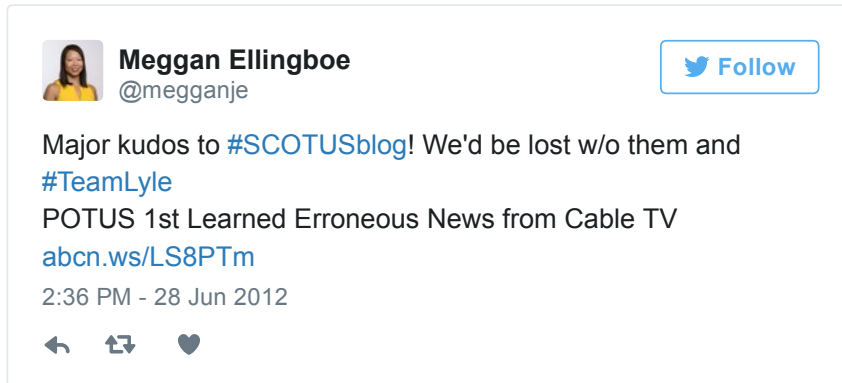 Meggan Ellingboe
@megganje
Follow
Major kudos to #SCOTUSblog! We'd be lost w/o them and
#TeamLyle
POTUS 1st Learned Erroneous News from Cable TV
abcn.ws/LS8PTm
2:36 PM - 28 Jun 2012